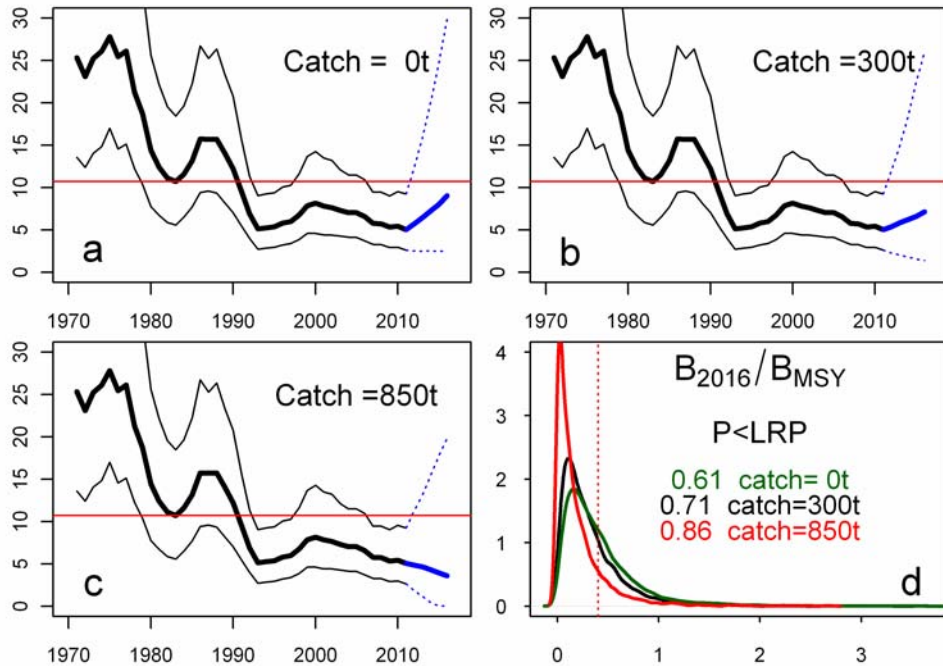 30
25
20
15
10
5
0
Catch = 0t
a
1970 1980 1990 2000 2010
30
25
20
15
10
5
0
Catch =300t
b
1970 1980 1990 2000 2010
30
25
20
15
10
5
0
Catch =850t
c
1970 1980 1990 2000 2010
4
3
2
1
0
B2016/BMSY
P<LRP
0.61 catch= 0t
0.71 catch=300t
0.86 catch=850t
d
0 1 2 3